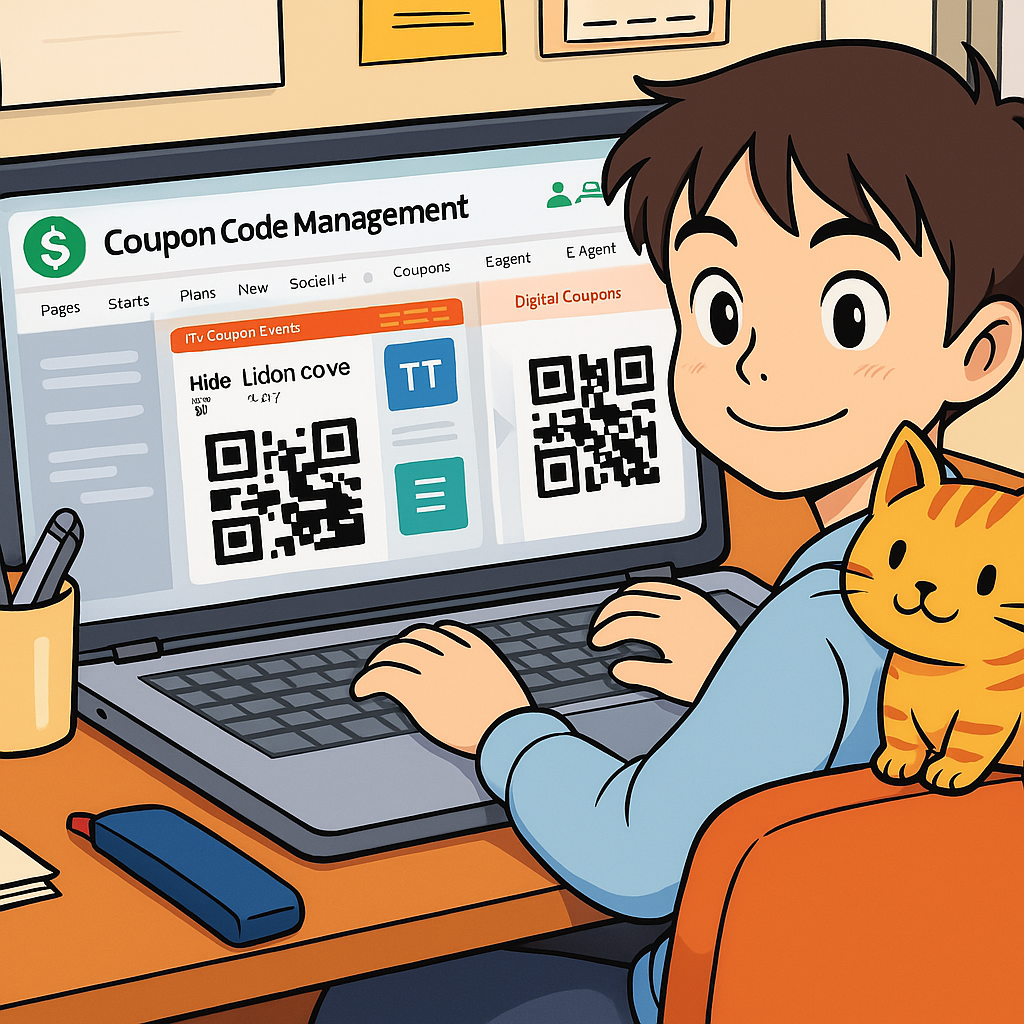 $
Coupon Code Management
Pages Starts Plans New Sociell + Coupons Eagent E Agent
ITv Coupon Events
Digital Coupons
Hide Lidon cove
TT